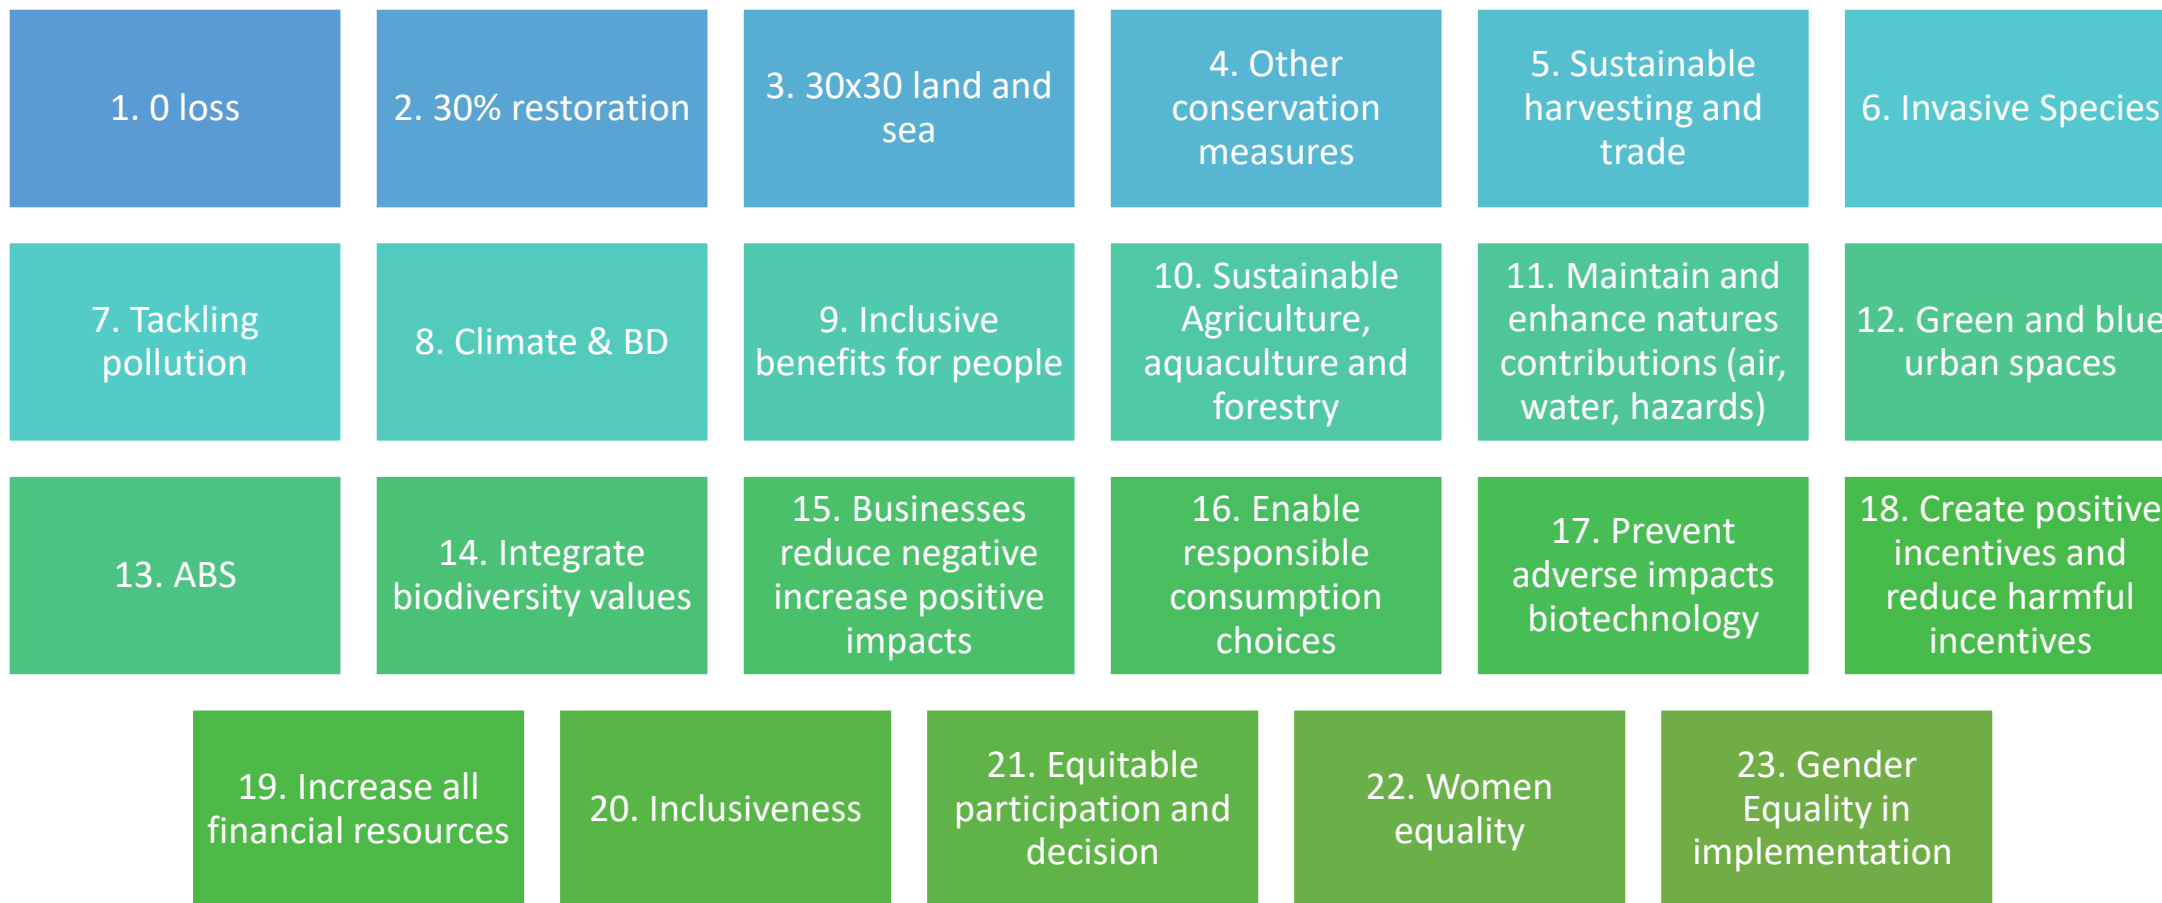 1. 0 loss
2. 30% restoration
3. 30x30 land and
sea
4. Other
conservation
measures
5. Sustainable
harvesting and
trade
6. Invasive Species
7. Tackling
pollution
8. Climate & BD
9. Inclusive
benefits for people
10. Sustainable
Agriculture,
aquaculture and
forestry
11. Maintain and
enhance natures
contributions (air,
water, hazards)
12. Green and blue
urban spaces
13. ABS
14. Integrate
biodiversity values
15. Businesses
reduce negative
increase positive
impacts
16. Enable
responsible
consumption
choices
17. Prevent
adverse impacts
biotechnology
18. Create positive
incentives and
reduce harmful
incentives
19. Increase all
financial resources
20. Inclusiveness
21. Equitable
participation and
decision
22. Women
equality
23. Gender
Equality in
implementation